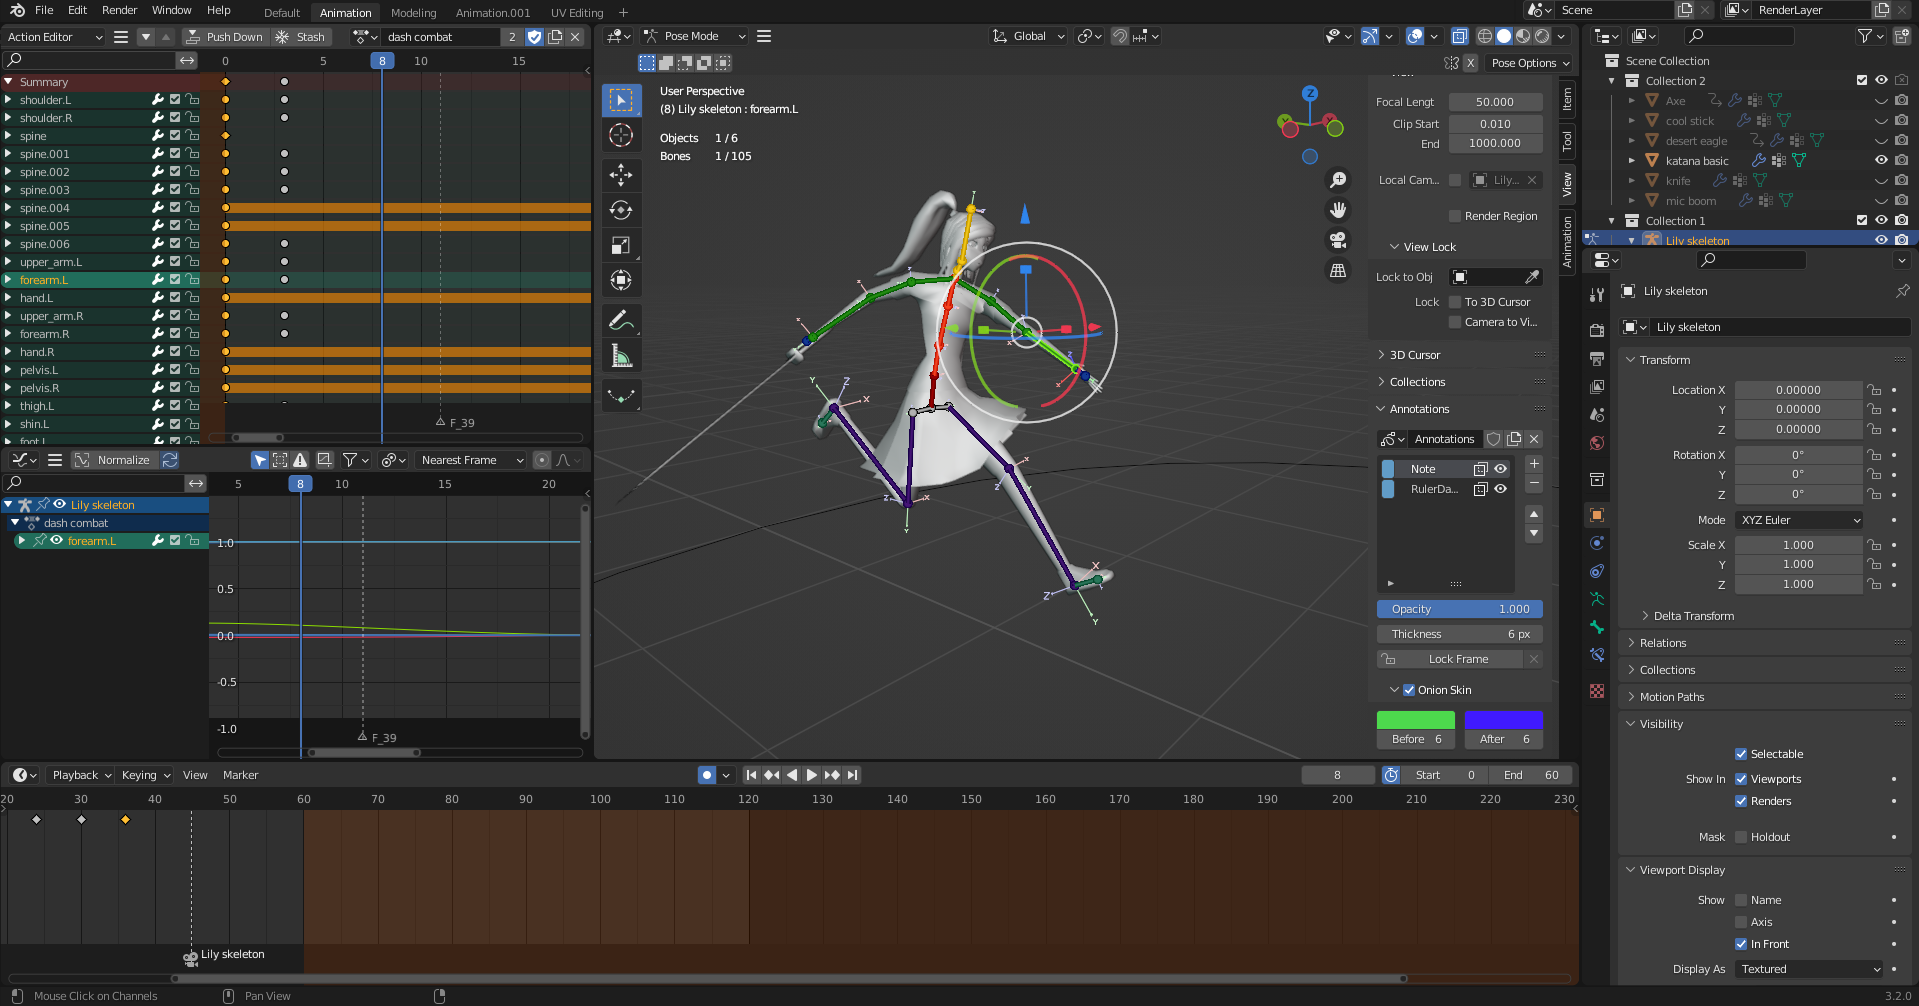 File Edit Render Window Help Default Animation Modeling Animation.001 UV Editing + Scene RenderLayer
Action Editor Push Down Stash dash combat 2 Pose Mode Global
0 5 8 10 15 X Pose Options
Summary
shoulder.L
shoulder.R
spine
spine.001
spine.002
spine.003
spine.004
spine.005
spine.006
upper_arm.L
forearm.L
hand.L
upper_arm.R
forearm.R
hand.R
pelvis.L
pelvis.R
thigh.L
shin.L
foot.L
F_39
Normalize Nearest Frame
5 8 10 15 20
Lily skeleton
dash combat
forearm.L
1.0
0.5
0.0
-0.5
-1.0
F_39
User Perspective
(8) Lily skeleton : forearm.L
Objects 1 / 6
Bones 1 / 105
Z
Y
Z
X
Y
Z
X
Z
X
Y
View
Focal Lengt 50.000
Clip Start 0.010
End 1000.000
Local Cam... Lily...
Render Region
View Lock
Lock to Obj
Lock To 3D Cursor
Camera to Vi...
3D Cursor
Collections
Annotations
Annotations
Note
RulerDa...
Opacity 1.000
Thickness 6 px
Lock Frame
Onion Skin
Before 6 After 6
Item
Tool
View
Animation
Scene Collection
Collection 2
Axe
cool stick
desert eagle
katana basic
knife
mic boom
Collection 1
Lily skeleton
Lily skeleton
Lily skeleton
Transform
Location X 0.00000
Y 0.00000
Z 0.00000
Rotation X 0°
Y 0°
Z 0°
Mode XYZ Euler
Scale X 1.000
Y 1.000
Z 1.000
Delta Transform
Relations
Collections
Motion Paths
Visibility
Selectable
Show In Viewports
Renders
Mask Holdout
Viewport Display
Show Name
Axis
In Front
Display As Textured
Playback Keying View Marker 8 Start 0 End 60
20 30 40 50 60 70 80 90 100 110 120 130 140 150 160 170 180 190 200 210 220 230
Lily skeleton
Mouse Click on Channels Pan View 3.2.0